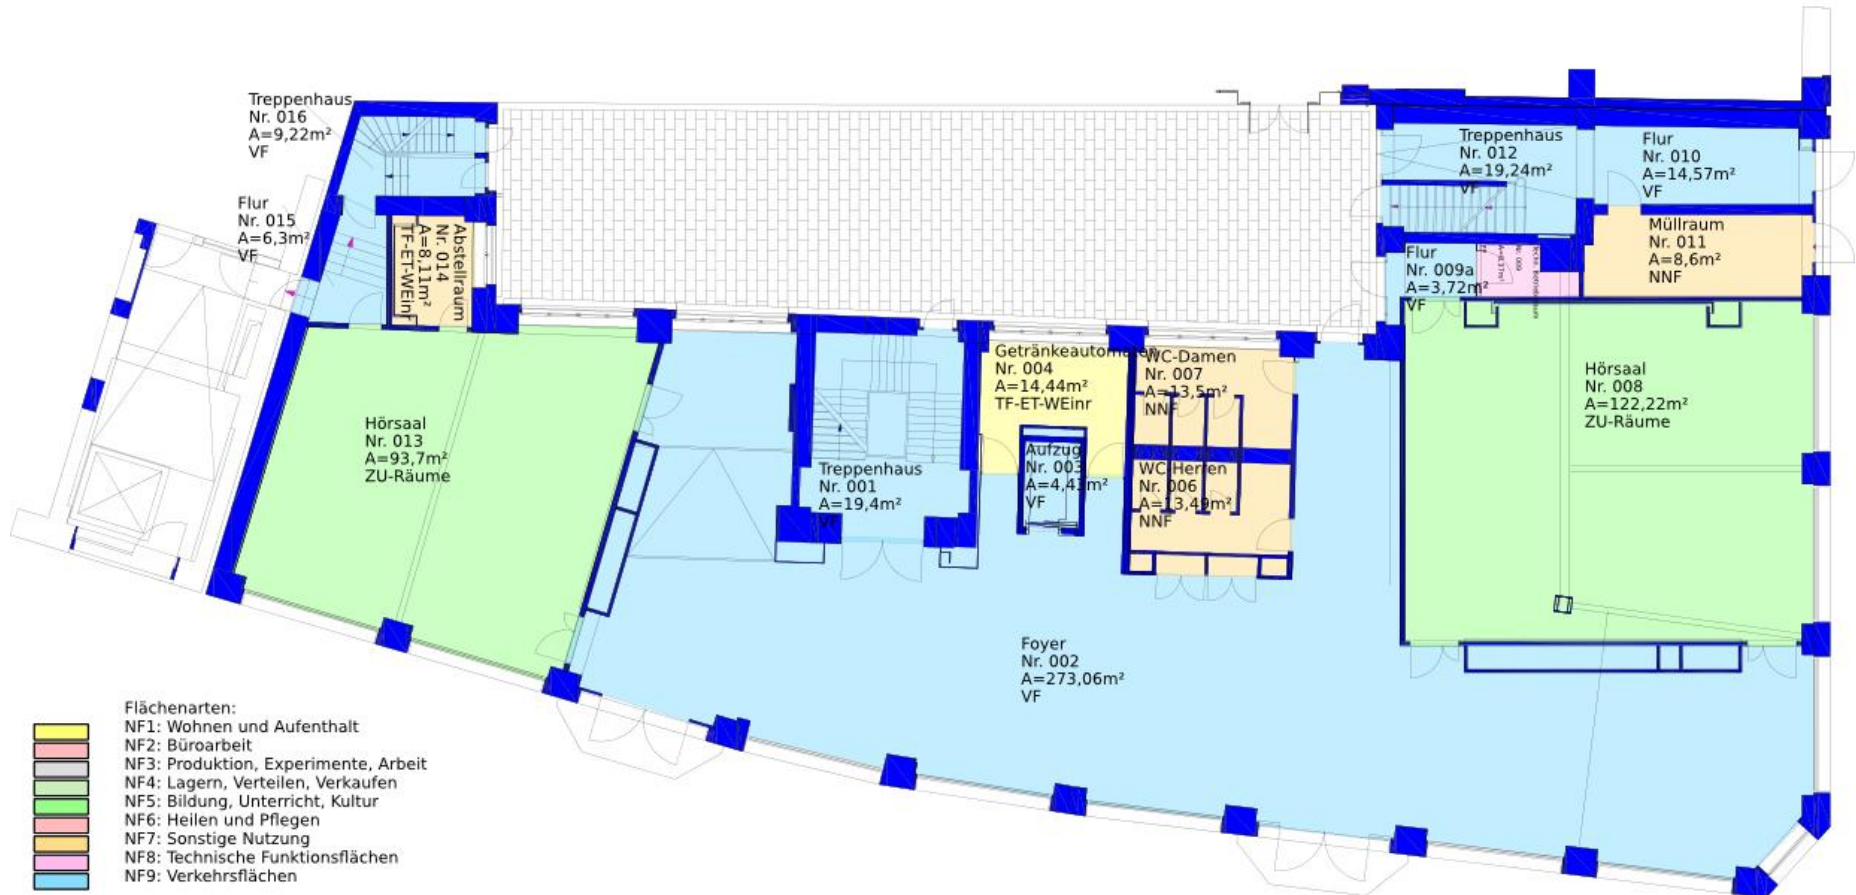 Treppenhaus
Nr. 016
A=9,22m²
VF
Flur
Nr. 015
A=6,3m²
VF
Abstellraum
Nr. 014
A=8,11m²
TF-ET-WEinr
Treppenhaus
Nr. 012
A=19,24m²
VF
Flur
Nr. 010
A=14,57m²
VF
Müllraum
Nr. 011
A=8,6m²
NNF
Flur
Nr. 009a
A=3,72m²
VF
Nr. 009
Getränkeautomaten
Nr. 004
A=14,44m²
TF-ET-WEinr
WC-Damen
Nr. 007
A=13,5m²
NNF
Hörsaal
Nr. 008
A=122,22m²
ZU-Räume
Hörsaal
Nr. 013
A=93,7m²
ZU-Räume
Treppenhaus
Nr. 001
A=19,4m²
VF
Aufzug
Nr. 003
VF
WC-Herren
Nr. 006
A=13,49m²
NNF
Foyer
Nr. 002
A=273,06m²
VF
Flächenarten:
NF1: Wohnen und Aufenthalt
NF2: Büroarbeit
NF3: Produktion, Experimente, Arbeit
NF4: Lagern, Verteilen, Verkaufen
NF5: Bildung, Unterricht, Kultur
NF6: Heilen und Pflegen
NF7: Sonstige Nutzung
NF8: Technische Funktionsflächen
NF9: Verkehrsflächen